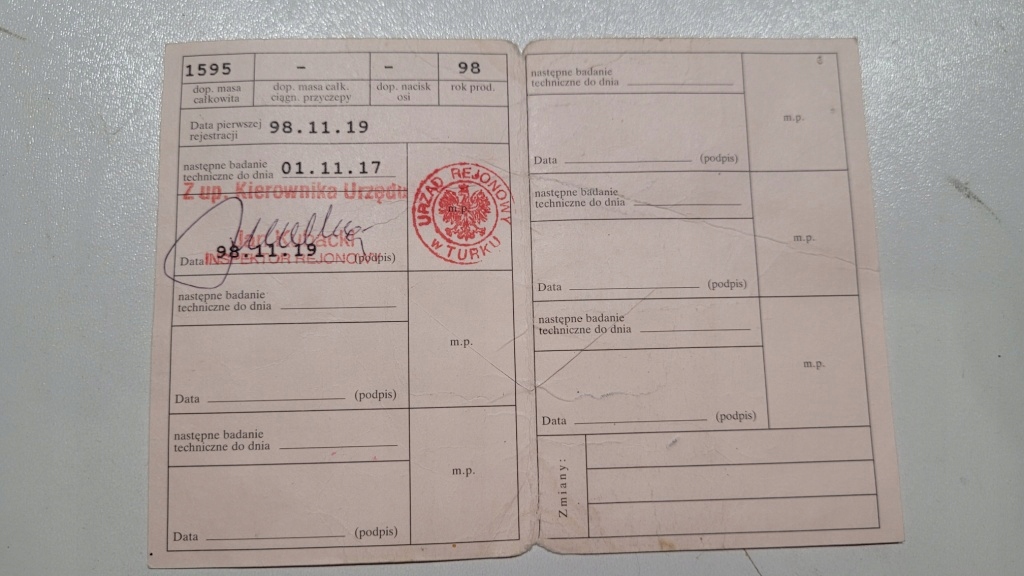 1595 – – 98
dop. masa całkowita
dop. masa całk. ciągn. przyczepy
dop. nacisk osi
rok prod.
Data pierwszej rejestracji 98.11.19
następne badanie
techniczne do dnia 01.11.17
Z up. Kierownika Urzędu
URZĄD REJONOWY
w TURKU
m.p.
Jan
Data 98.11.19 (podpis)
INSPEKTOR REJONOWY
następne badanie
techniczne do dnia
m.p.
Data (podpis)
następne badanie
techniczne do dnia
m.p.
Data (podpis)
następne badanie
techniczne do dnia
m.p.
Data (podpis)
następne badanie
techniczne do dnia
m.p.
Data (podpis)
następne badanie
techniczne do dnia
m.p.
Data (podpis)
Zmiany: